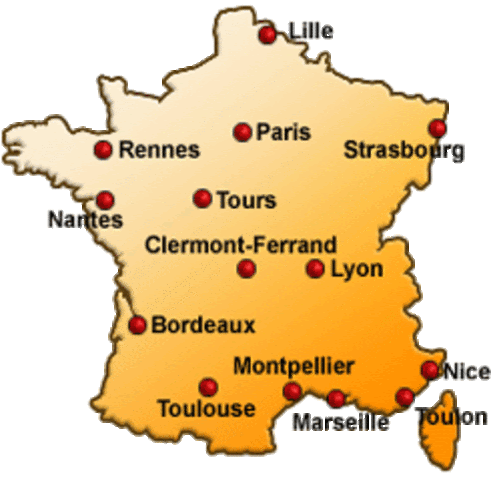 Lille
Paris
Strasbourg
Rennes
Tours
Nantes
Clermont-Ferrand
Lyon
Bordeaux
Montpellier
Nice
Toulouse
Toulon
Marseille